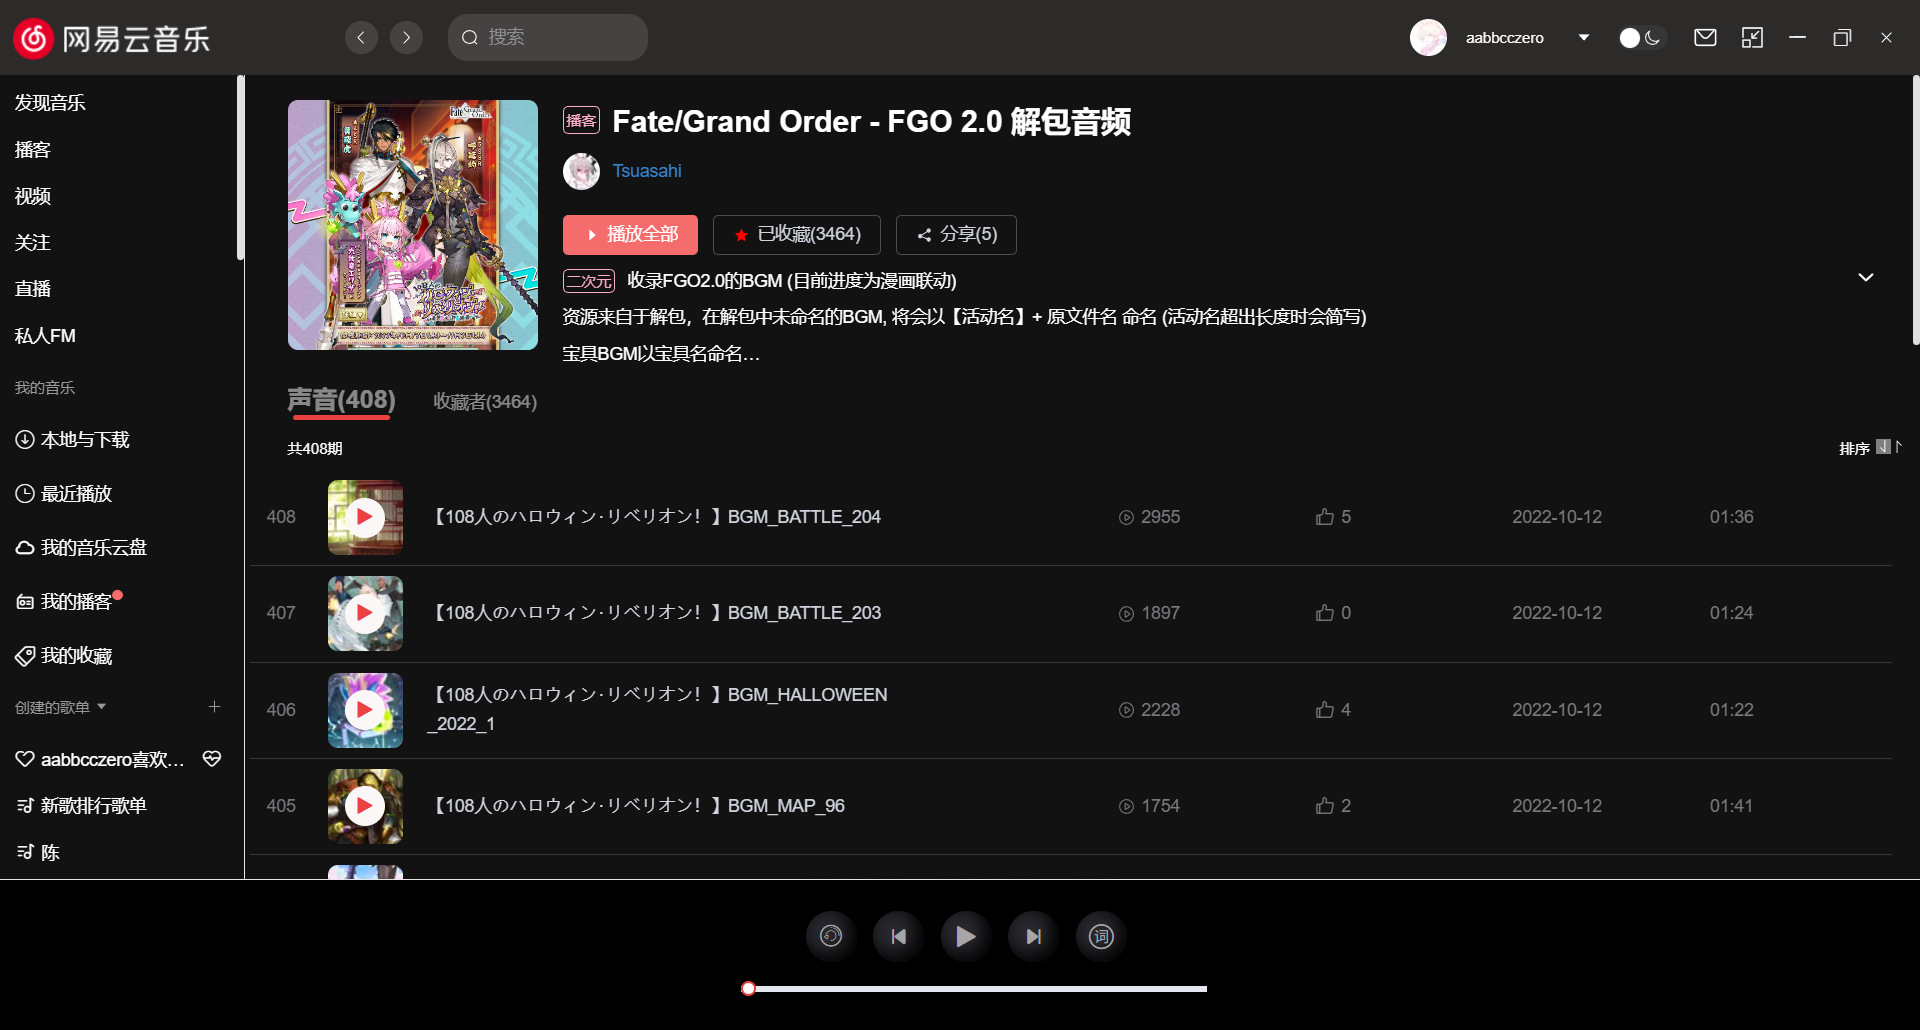 网易云音乐
搜索
aabbcczero
发现音乐
播客
视频
关注
直播
私人FM
我的音乐
本地与下载
最近播放
我的音乐云盘
我的播客
我的收藏
创建的歌单
aabbcczero喜欢…
新歌排行歌单
陈
Fate/Grand Order
播客 Fate/Grand Order - FGO 2.0 解包音频
Tsuasahi
播放全部 已收藏(3464) 分享(5)
二次元 收录FGO2.0的BGM (目前进度为漫画联动)
资源来自于解包，在解包中未命名的BGM, 将会以【活动名】+ 原文件名 命名 (活动名超出长度时会简写)
宝具BGM以宝具名命名…
声音(408) 收藏者(3464)
共408期 排序
408 【108人のハロウィン·リベリオン！】BGM_BATTLE_204 2955 5 2022-10-12 01:36
407 【108人のハロウィン·リベリオン！】BGM_BATTLE_203 1897 0 2022-10-12 01:24
406 【108人のハロウィン·リベリオン！】BGM_HALLOWEEN
_2022_1 2228 4 2022-10-12 01:22
405 【108人のハロウィン·リベリオン！】BGM_MAP_96 1754 2 2022-10-12 01:41
词